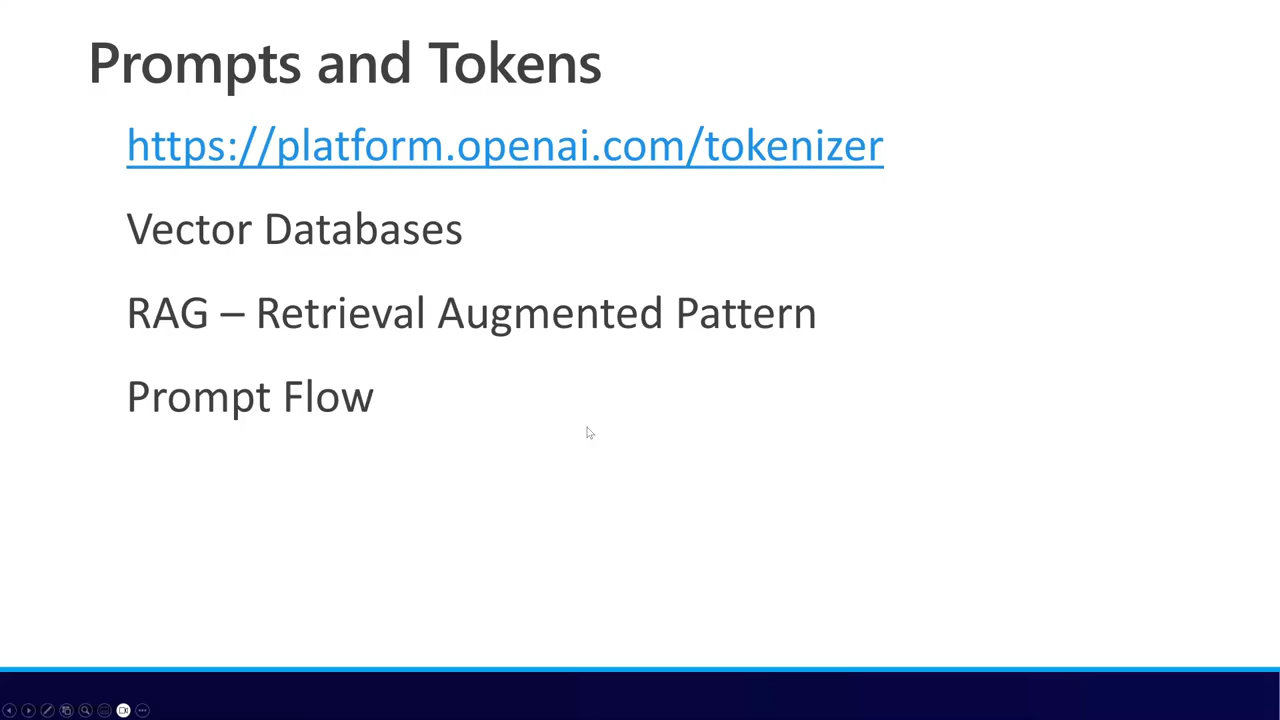 Prompts and Tokens
https://platform.openai.com/tokenizer
Vector Databases
RAG – Retrieval Augmented Pattern
Prompt Flow